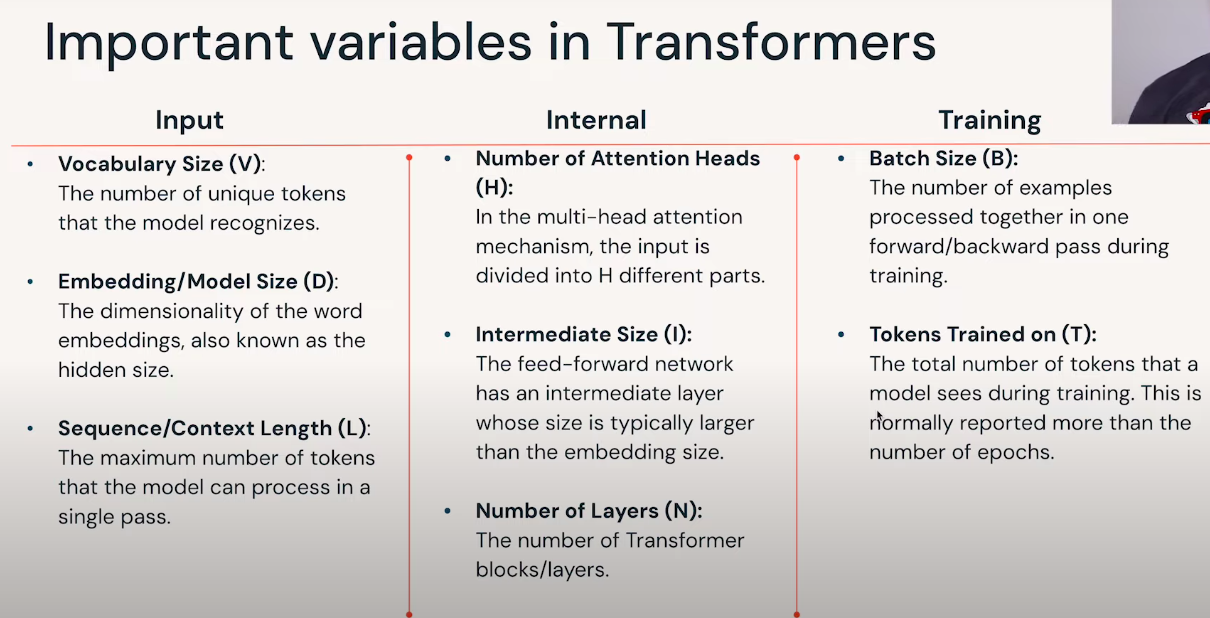 Important variables in Transformers
Input
• Vocabulary Size (V):
The number of unique tokens
that the model recognizes.
• Embedding/Model Size (D):
The dimensionality of the word
embeddings, also known as the
hidden size.
• Sequence/Context Length (L):
The maximum number of tokens
that the model can process in a
single pass.
Internal
• Number of Attention Heads
(H):
In the multi-head attention
mechanism, the input is
divided into H different parts.
• Intermediate Size (I):
The feed-forward network
has an intermediate layer
whose size is typically larger
than the embedding size.
• Number of Layers (N):
The number of Transformer
blocks/layers.
Training
• Batch Size (B):
The number of examples
processed together in one
forward/backward pass during
training.
• Tokens Trained on (T):
The total number of tokens that a
model sees during training. This is
normally reported more than the
number of epochs.